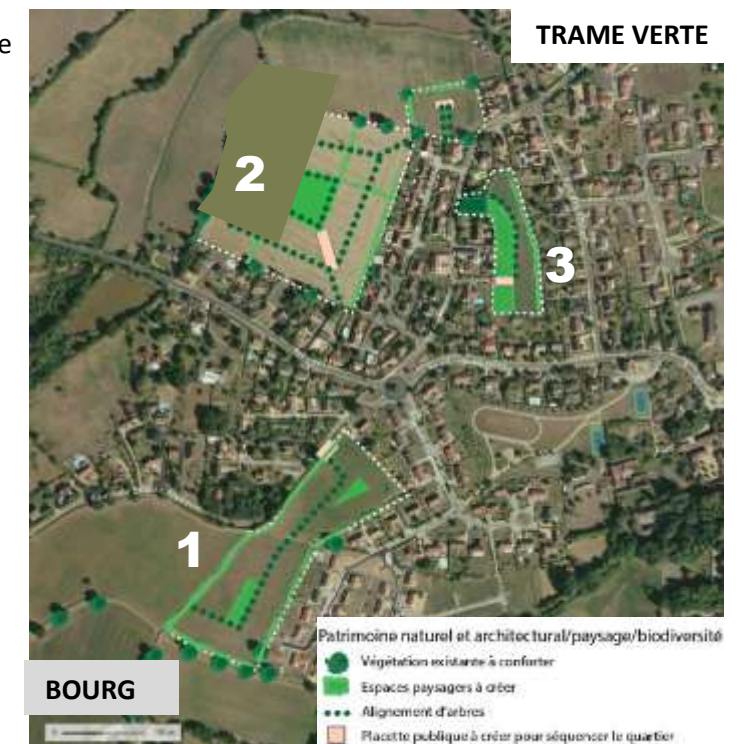 e
TRAME VERTE
2
3
1
BOURG
Patrimoine naturel et architectural/paysage/biodiversité
Végétation existante à conforter
Espaces paysagers à créer
Alignement d'arbres
Placette publique à créer pour séquencer le quartier